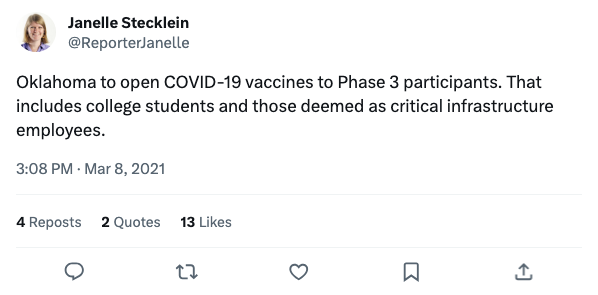 Janelle Stecklein
@ReporterJanelle
Oklahoma to open COVID-19 vaccines to Phase 3 participants. That
includes college students and those deemed as critical infrastructure
employees.
3:08 PM · Mar 8, 2021
4 Reposts 2 Quotes 13 Likes